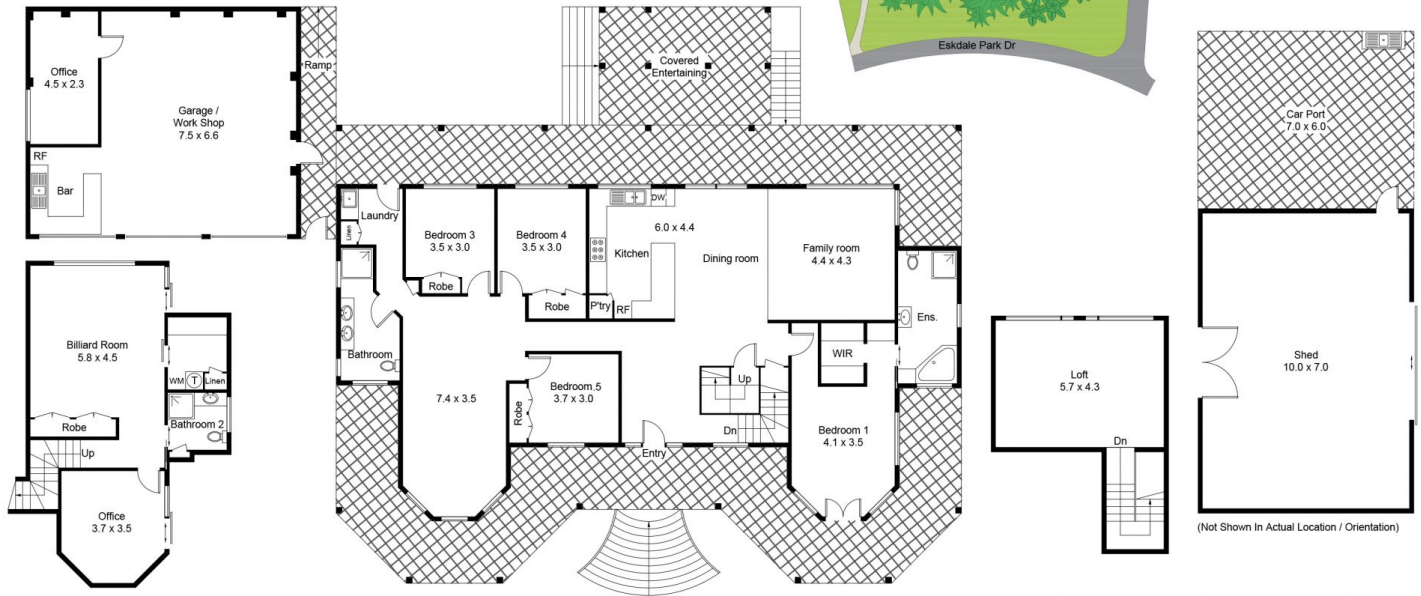 Eskdale Park Dr
Office
4.5 x 2.3
Garage /
Work Shop
7.5 x 6.6
RF
Bar
Ramp
Covered
Entertaining
Car Port
7.0 x 6.0
Laundry
Linen
Bedroom 3
3.5 x 3.0
Robe
Bedroom 4
3.5 x 3.0
Robe
DW
6.0 x 4.4
Kitchen
Dining room
P'try
RF
Family room
4.4 x 4.3
Ens.
WIR
Bathroom
7.4 x 3.5
Bedroom 5
3.7 x 3.0
Robe
Up
Dn
Entry
Bedroom 1
4.1 x 3.5
Billiard Room
5.8 x 4.5
WM
T
Linen
Robe
Bathroom 2
Up
Office
3.7 x 3.5
Loft
5.7 x 4.3
Dn
Shed
10.0 x 7.0
(Not Shown In Actual Location / Orientation)